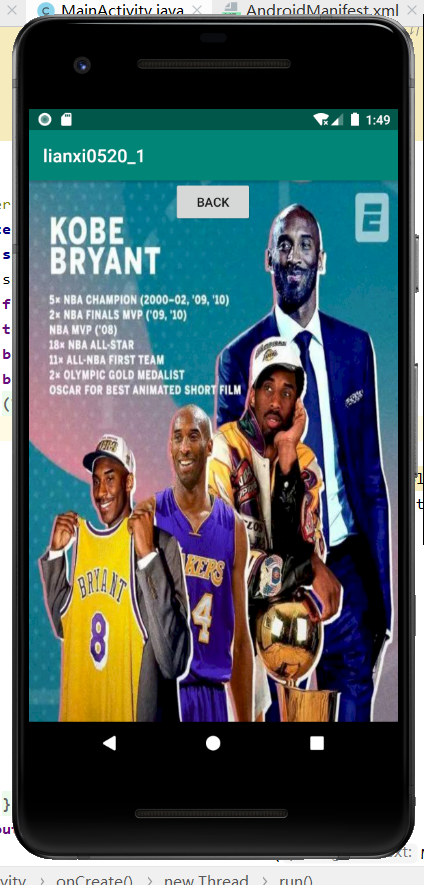 MainActivity.java
AndroidManifest.xml
1:49
lianxi0520_1
BACK
KOBE
BRYANT
5× NBA CHAMPION (2000-02, '09, '10)
2× NBA FINALS MVP ('09, '10)
NBA MVP ('08)
18× NBA ALL-STAR
11× ALL-NBA FIRST TEAM
2× OLYMPIC GOLD MEDALIST
OSCAR FOR BEST ANIMATED SHORT FILM
BRYANT
8
4
onCreate() › new Thread › run()